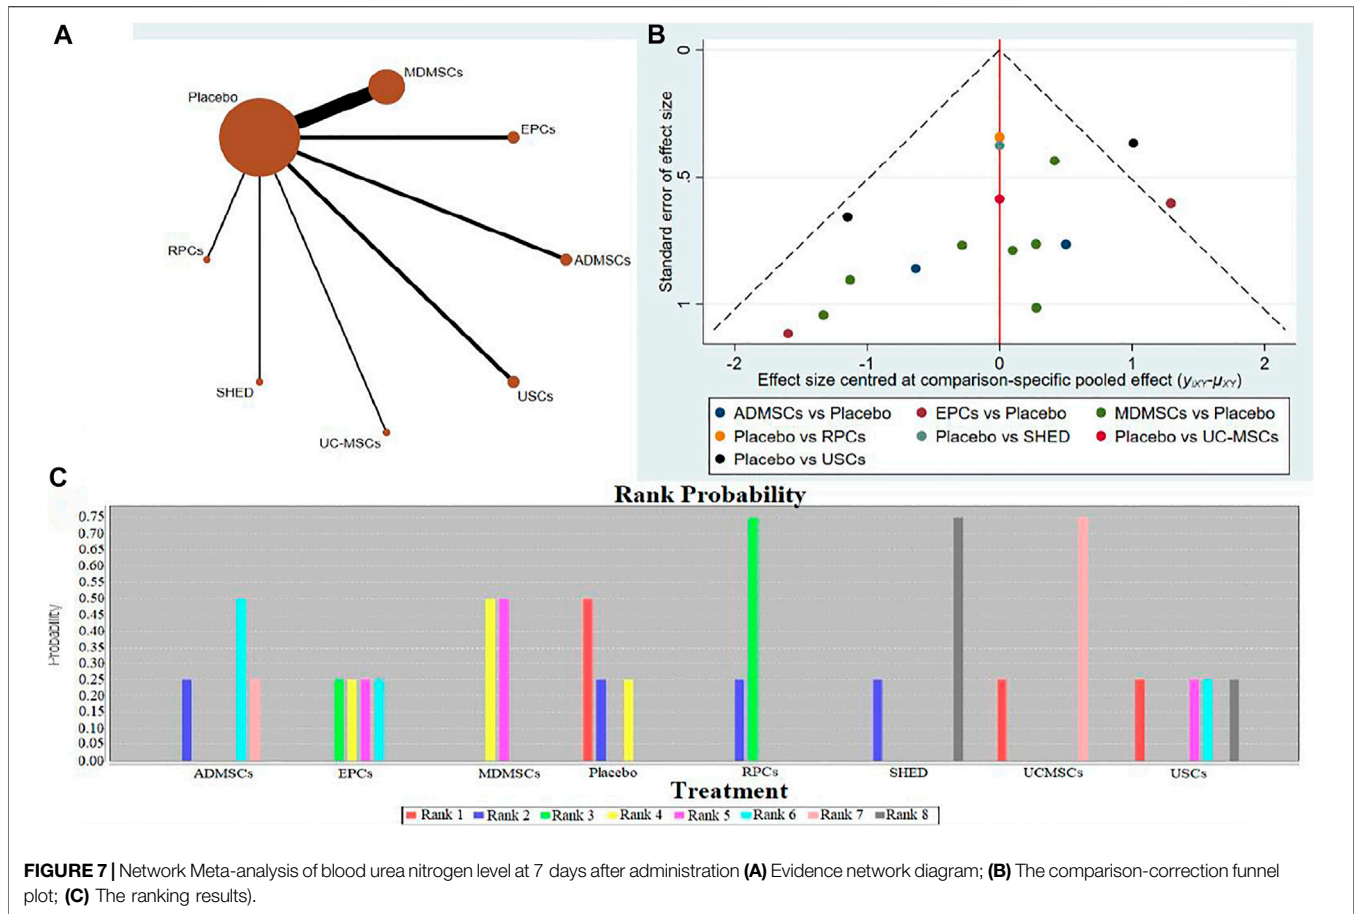 A
Placebo
MDMSCs
EPCs
ADMSCs
USCs
UC-MSCs
SHED
RPCs
B
Standard error of effect size
0
.5
1
-2 -1 0 1 2
Effect size centred at comparison-specific pooled effect (yiXY-μXY)
ADMSCs vs Placebo EPCs vs Placebo MDMSCs vs Placebo
Placebo vs RPCs Placebo vs SHED Placebo vs UC-MSCs
Placebo vs USCs
C
Rank Probability
Probability
0.75
0.70
0.65
0.60
0.55
0.50
0.45
0.40
0.35
0.30
0.25
0.20
0.15
0.10
0.05
0.00
ADMSCs EPCs MDMSCs Placebo RPCs SHED UCMSCs USCs
Treatment
Rank 1 Rank 2 Rank 3 Rank 4 Rank 5 Rank 6 Rank 7 Rank 8
FIGURE 7 | Network Meta-analysis of blood urea nitrogen level at 7 days after administration (A) Evidence network diagram; (B) The comparison-correction funnel
plot; (C) The ranking results).